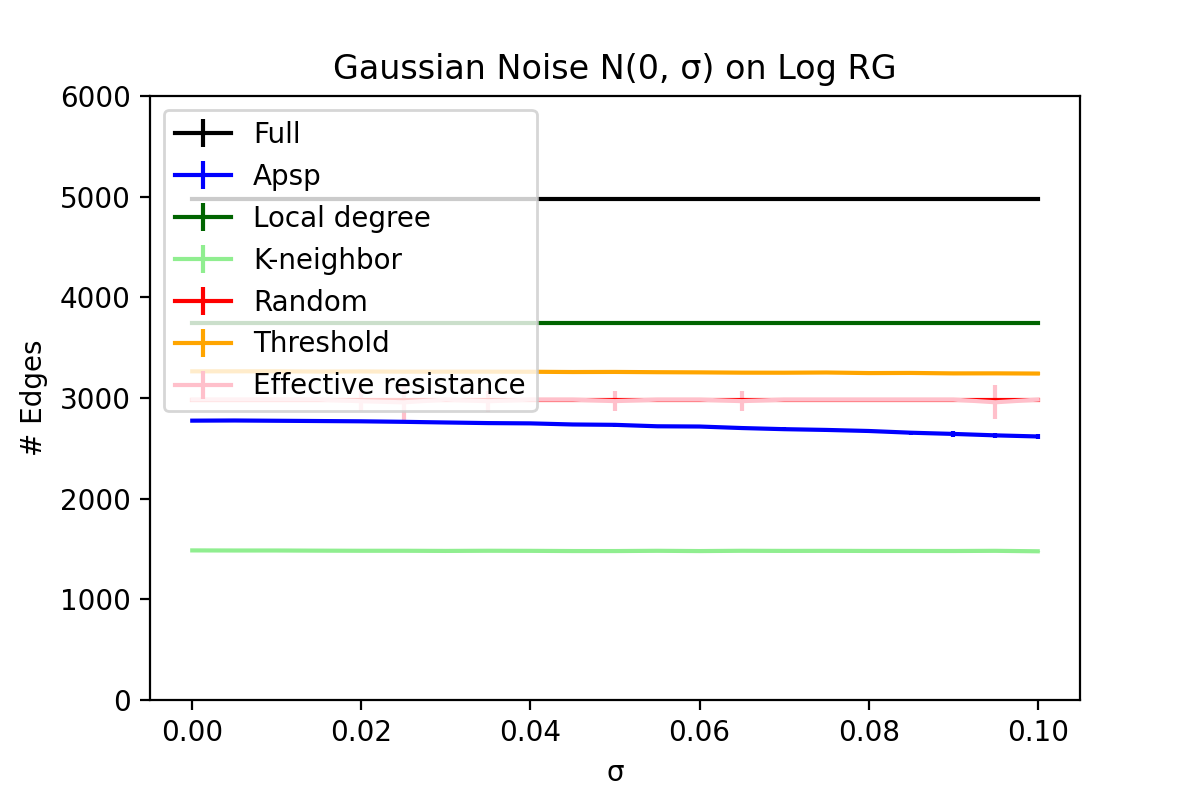 Gaussian Noise N(0, σ) on Log RG
6000
5000
4000
3000
2000
1000
0
# Edges
Full
Apsp
Local degree
K-neighbor
Random
Threshold
Effective resistance
0.00 0.02 0.04 0.06 0.08 0.10
σ